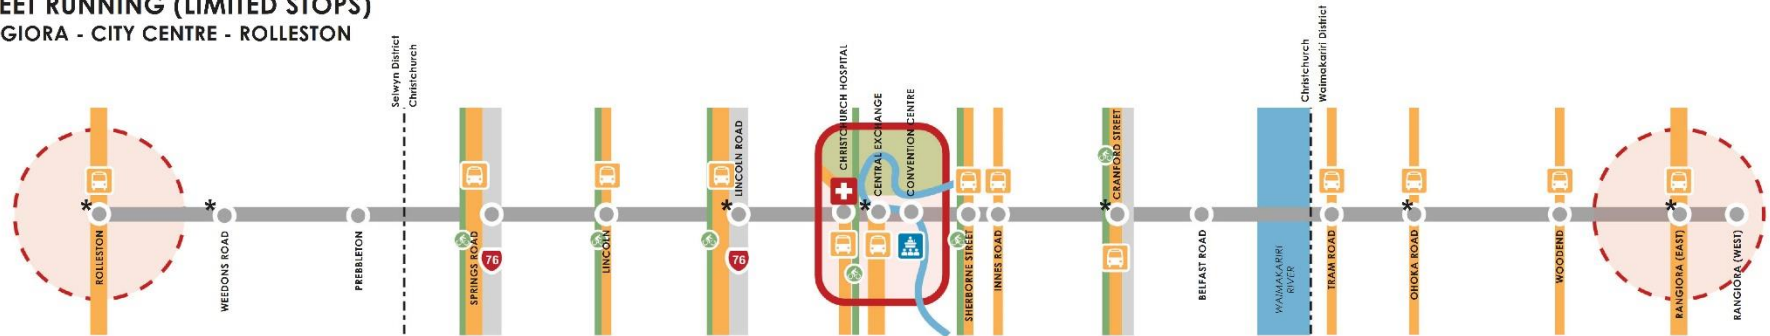 EET RUNNING (LIMITED STOPS)
GIORA - CITY CENTRE - ROLLESTON
Selwyn District
Christchurch
Christchurch
Waimakariri District
ROLLESTON
*
WEEDONS ROAD
*
PREBBLETON
SPRINGS ROAD
76
LINCOLN
LINCOLN ROAD
*
76
CHRISTCHURCH HOSPITAL
CENTRAL EXCHANGE
*
CONVENTION CENTRE
SHERBORNE STREET
INNES ROAD
CRANFORD STREET
*
BELFAST ROAD
WAIMAKARIRI
RIVER
TRAM ROAD
OHOKA ROAD
*
WOODEND
RANGIORA (EAST)
*
RANGIORA (WEST)